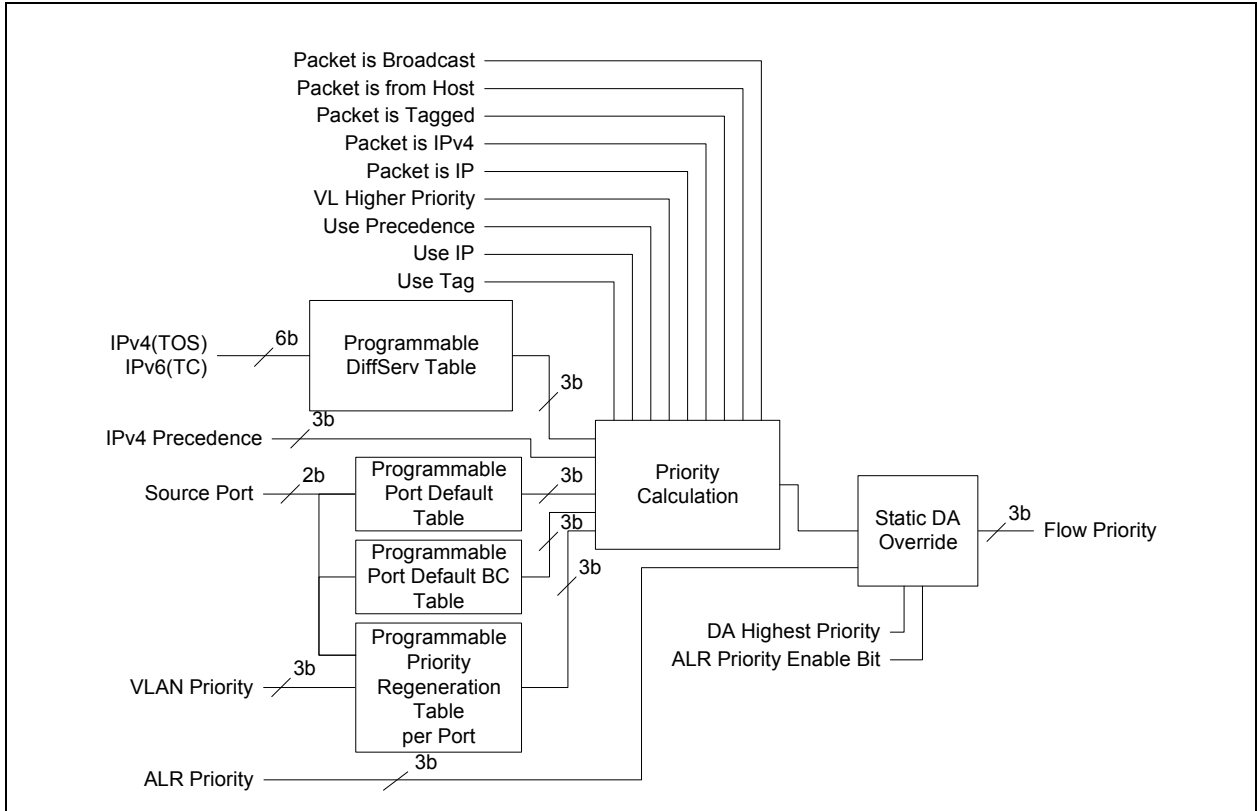 Packet is Broadcast
Packet is from Host
Packet is Tagged
Packet is IPv4
Packet is IP
VL Higher Priority
Use Precedence
Use IP
Use Tag
IPv4(TOS)
IPv6(TC)
6b
Programmable
DiffServ Table
3b
IPv4 Precedence
3b
Source Port
2b
Programmable
Port Default
Table
3b
Programmable
Port Default BC
Table
3b
VLAN Priority
3b
Programmable
Priority
Regeneration
Table
per Port
3b
ALR Priority
3b
Priority
Calculation
Static DA
Override
3b
Flow Priority
DA Highest Priority
ALR Priority Enable Bit